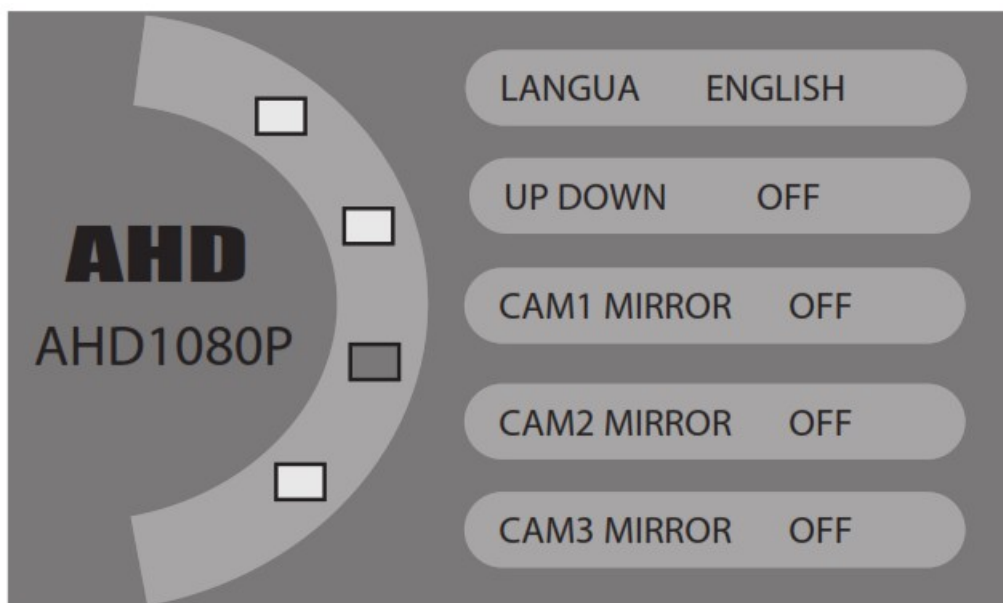 AHD
AHD1080P
LANGUA ENGLISH
UP DOWN OFF
CAM1 MIRROR OFF
CAM2 MIRROR OFF
CAM3 MIRROR OFF